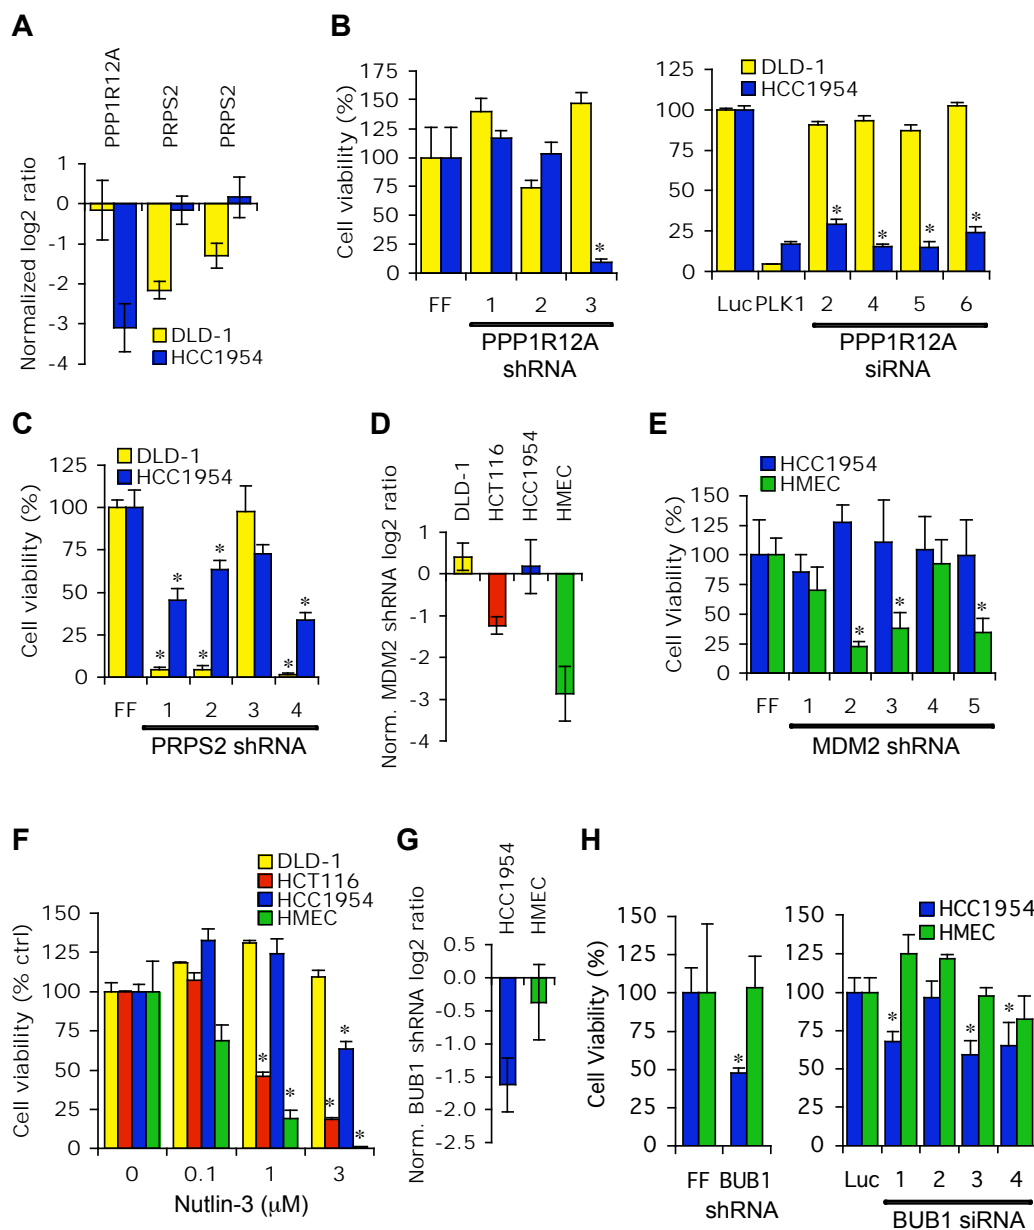 A
PPP1R12A
PRPS2
PRPS2
Normalized log2 ratio
1
0
-1
-2
-3
-4
DLD-1
HCC1954
B
Cell viability (%)
175
150
125
100
75
50
25
0
FF
1
2
3
*
PPP1R12A
shRNA
DLD-1
HCC1954
125
100
75
50
25
0
* * * *
Luc PLK1 2 4 5 6
PPP1R12A
siRNA
C
DLD-1
HCC1954
Cell viability (%)
125
100
75
50
25
0
* * * * * *
FF 1 2 3 4
PRPS2 shRNA
D
DLD-1
HCT116
HCC1954
HMEC
Norm. MDM2 shRNA log2 ratio
1
0
-1
-2
-3
-4
E
HCC1954
HMEC
Cell Viability (%)
150
125
100
75
50
25
0
* * *
FF 1 2 3 4 5
MDM2 shRNA
F
DLD-1
HCT116
HCC1954
HMEC
Cell viability (% ctrl)
150
125
100
75
50
25
0
* * * * *
0 0.1 1 3
Nutlin-3 (μM)
G
HCC1954
HMEC
Norm. BUB1 shRNA log2 ratio
0.5
0.0
-0.5
-1.0
-1.5
-2.0
-2.5
H
Cell Viability (%)
150
125
100
75
50
25
0
*
FF BUB1
shRNA
HCC1954
HMEC
150
125
100
75
50
25
0
* * *
Luc 1 2 3 4
BUB1 siRNA